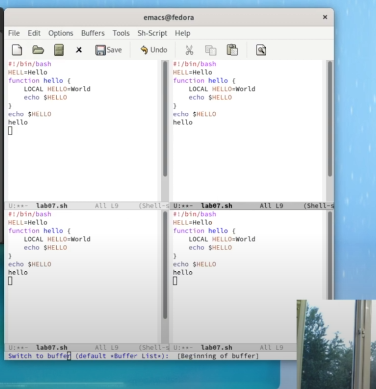 emacs@fedora
File Edit Options Buffers Tools Sh-Script Help
Save Undo
#!/bin/bash
HELL=Hello
function hello {
LOCAL HELLO=World
echo $HELLO
}
echo $HELLO
hello
U:**- lab07.sh All L9 (Shell-s
#!/bin/bash
HELL=Hello
function hello {
LOCAL HELLO=World
echo $HELLO
}
echo $HELLO
hello
U:**- lab07.sh All L9 (Shell-s
#!/bin/bash
HELL=Hello
function hello {
LOCAL HELLO=World
echo $HELLO
}
echo $HELLO
hello
U:**- lab07.sh All L9 (Shell-s
#!/bin/bash
HELL=Hello
function hello {
LOCAL HELLO=World
echo $HELLO
}
echo $HELLO
hello
U:**- lab07.sh All L9 (Shell-s
Switch to buffer (default *Buffer List*): [Beginning of buffer]